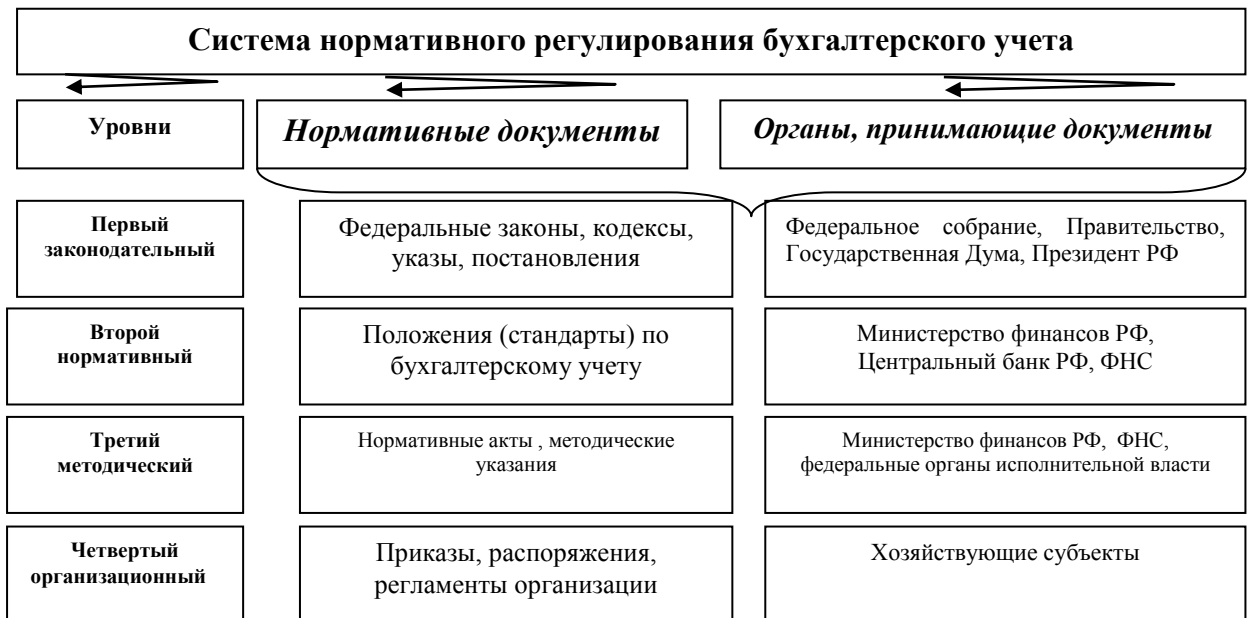 Система нормативного регулирования бухгалтерского учета
Уровни
Нормативные документы
Органы, принимающие документы
Первый
законодательный
Федеральные законы, кодексы,
указы, постановления
Федеральное собрание, Правительство,
Государственная Дума, Президент РФ
Второй
нормативный
Положения (стандарты) по
бухгалтерскому учету
Министерство финансов РФ,
Центральный банк РФ, ФНС
Третий
методический
Нормативные акты , методические
указания
Министерство финансов РФ, ФНС,
федеральные органы исполнительной власти
Четвертый
организационный
Приказы, распоряжения,
регламенты организации
Хозяйствующие субъекты